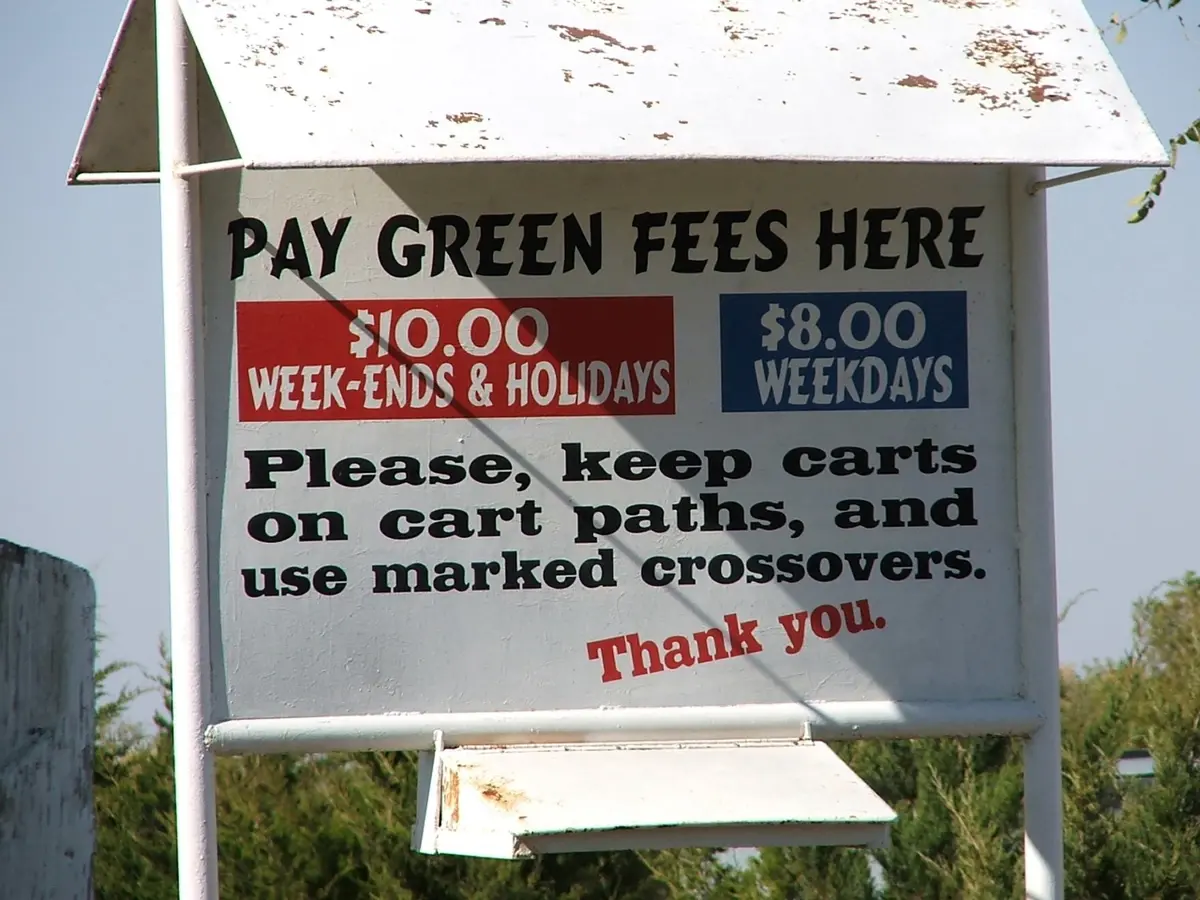 PAY GREEN FEES HERE
$10.00
WEEK-ENDS & HOLIDAYS
$8.00
WEEKDAYS
Please, keep carts
on cart paths, and
use marked crossovers.
Thank you.